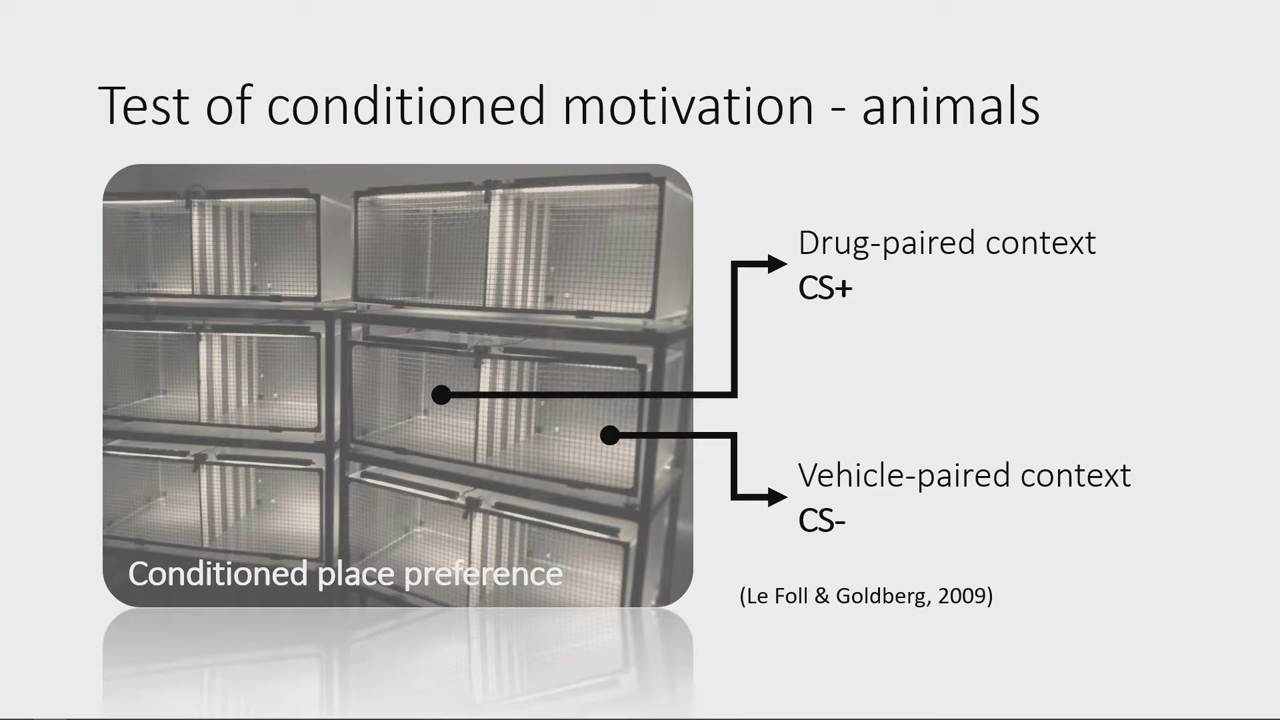 Test of conditioned motivation - animals
Drug-paired context
CS+
Vehicle-paired context
CS-
Conditioned place preference
(Le Foll & Goldberg, 2009)